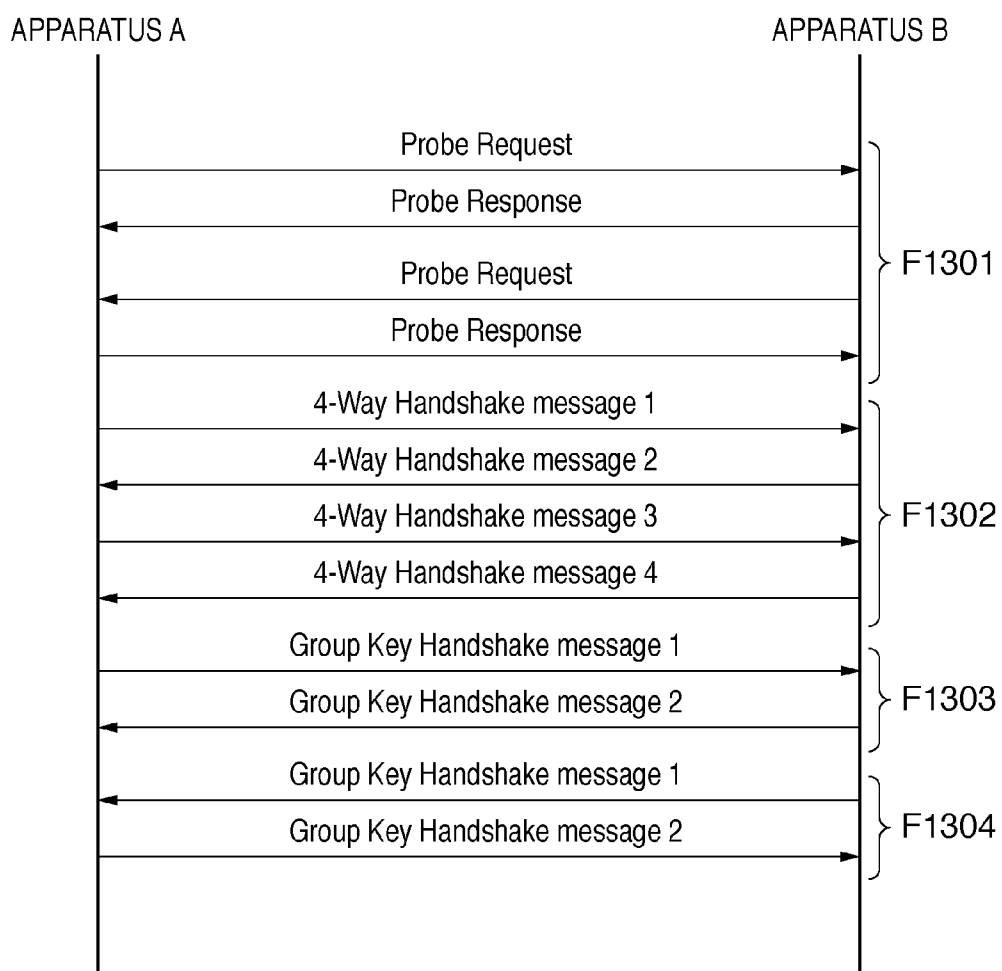 APPARATUS A
APPARATUS B
Probe Request
Probe Response
Probe Request
Probe Response
F1301
4-Way Handshake message 1
4-Way Handshake message 2
4-Way Handshake message 3
4-Way Handshake message 4
F1302
Group Key Handshake message 1
Group Key Handshake message 2
F1303
Group Key Handshake message 1
Group Key Handshake message 2
F1304